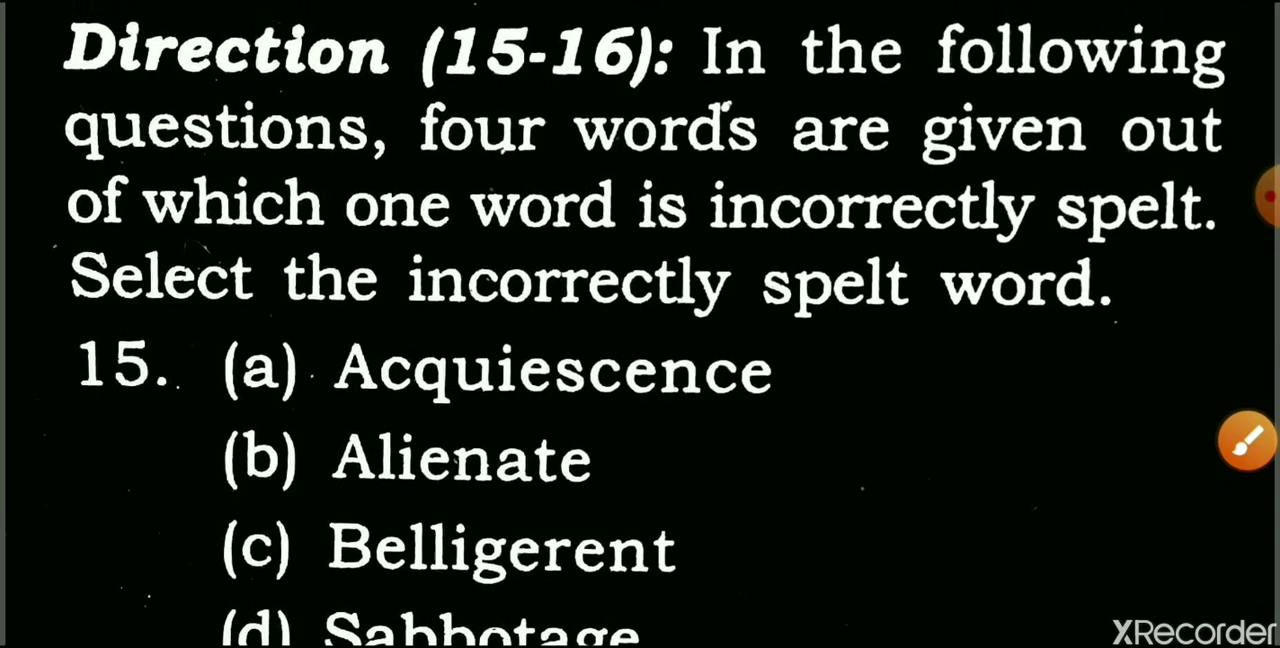 Direction (15-16): In the following
questions, four words are given out
of which one word is incorrectly spelt.
Select the incorrectly spelt word.
15. (a) Acquiescence
(b) Alienate
(c) Belligerent
(d) Sabbotage
XRecorder